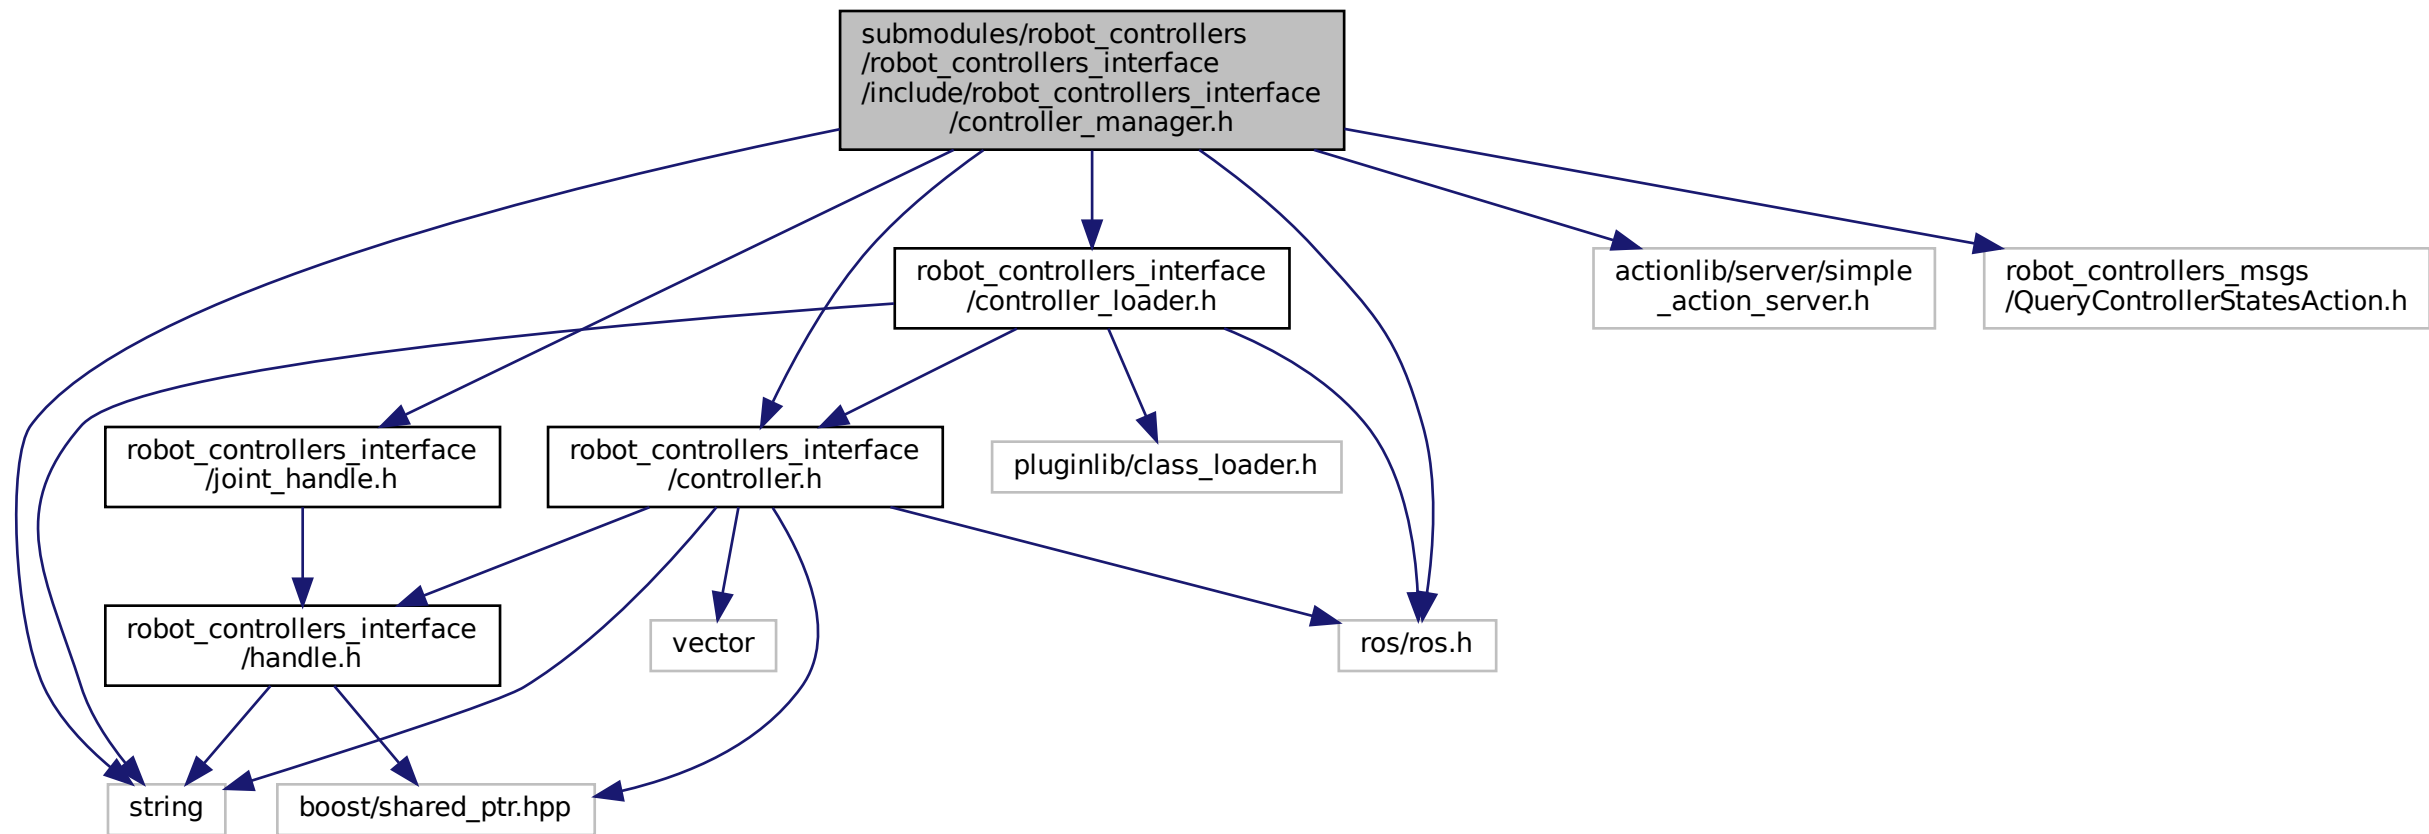 submodules/robot_controllers
/robot_controllers_interface
/include/robot_controllers_interface
/controller_manager.h
robot_controllers_interface
/controller_loader.h
actionlib/server/simple
_action_server.h
robot_controllers_msgs
/QueryControllerStatesAction.h
robot_controllers_interface
/joint_handle.h
robot_controllers_interface
/controller.h
pluginlib/class_loader.h
robot_controllers_interface
/handle.h
vector
ros/ros.h
string
boost/shared_ptr.hpp